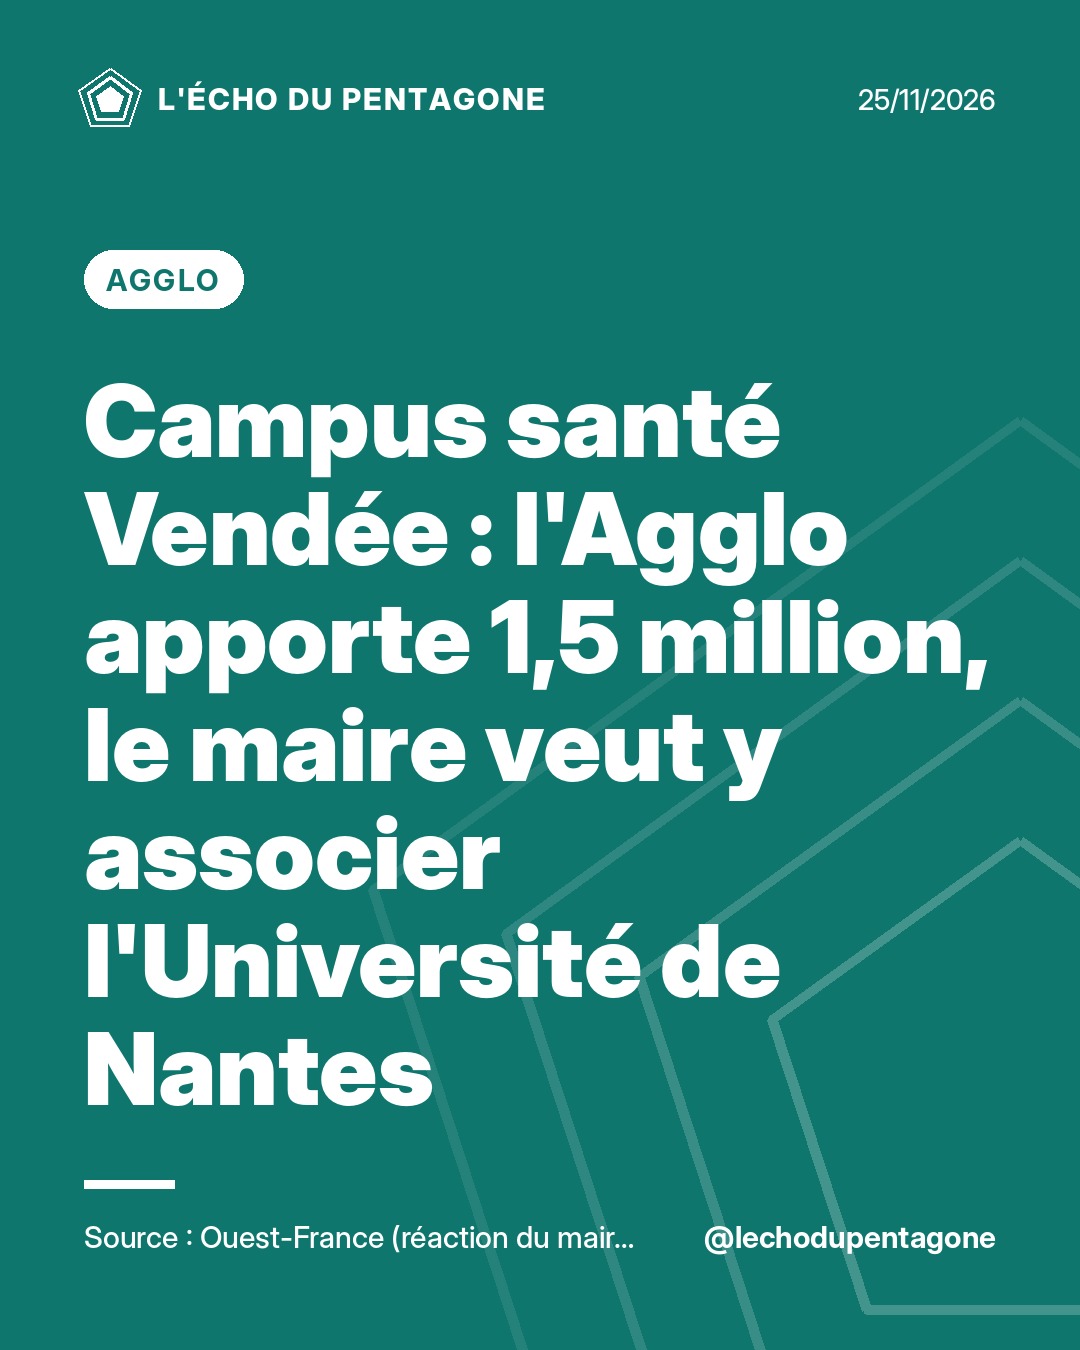 L'ÉCHO DU PENTAGONE
25/11/2026
AGGLO
Campus santé
Vendée : l'Agglo
apporte 1,5 million,
le maire veut y
associer
l'Université de
Nantes
Source : Ouest-France (réaction du mair...
@lechodupentagone